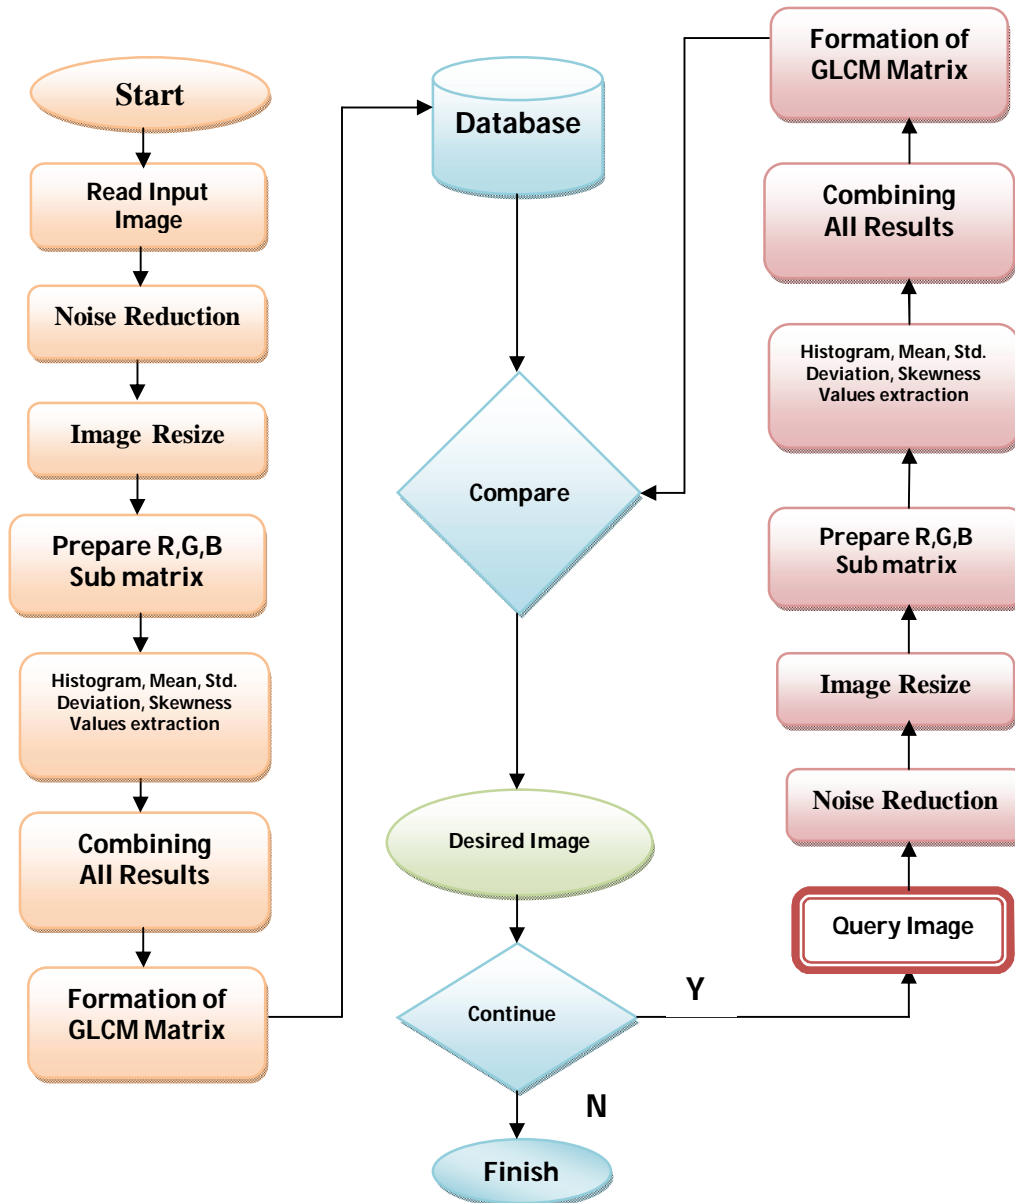 Start
Read Input
Image
Noise Reduction
Image Resize
Prepare R,G,B
Sub matrix
Histogram, Mean, Std.
Deviation, Skewness
Values extraction
Combining
All Results
Formation of
GLCM Matrix
Database
Compare
Desired Image
Continue
Y
N
Finish
Formation of
GLCM Matrix
Combining
All Results
Histogram, Mean, Std.
Deviation, Skewness
Values extraction
Prepare R,G,B
Sub matrix
Image Resize
Noise Reduction
Query Image